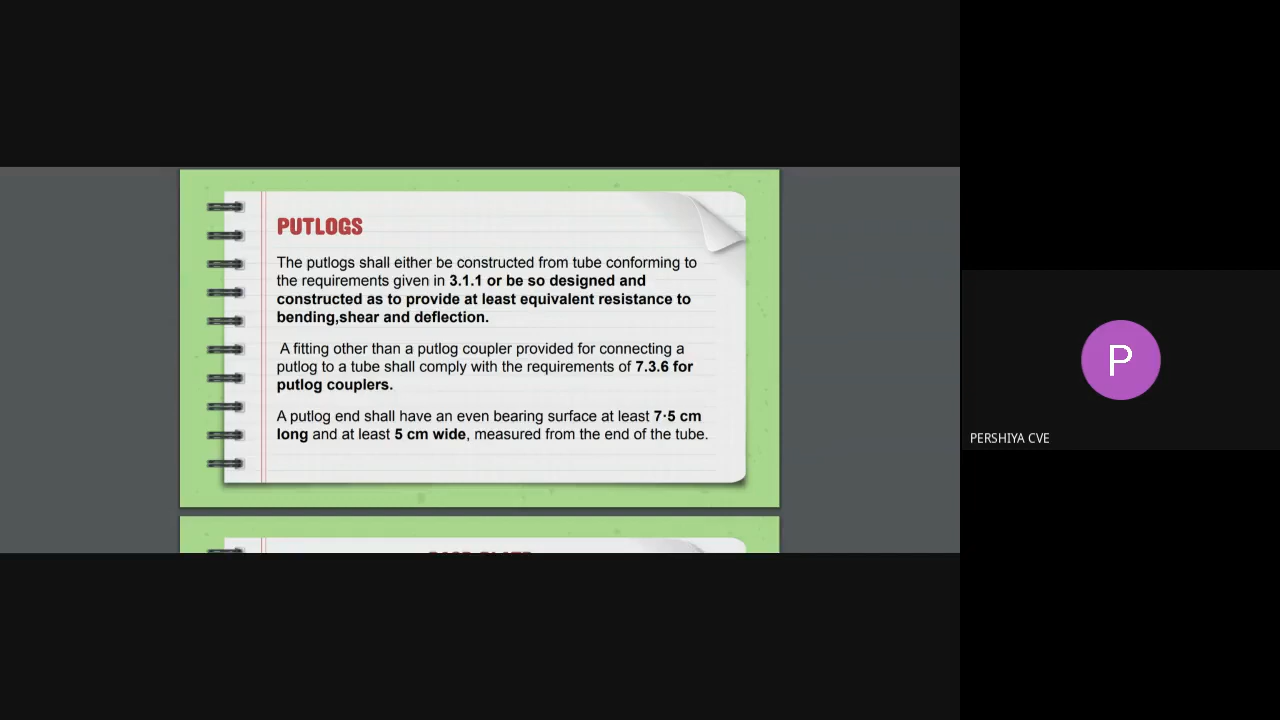 PUTLOGS
The putlogs shall either be constructed from tube conforming to
the requirements given in 3.1.1 or be so designed and
constructed as to provide at least equivalent resistance to
bending,shear and deflection.
A fitting other than a putlog coupler provided for connecting a
putlog to a tube shall comply with the requirements of 7.3.6 for
putlog couplers.
A putlog end shall have an even bearing surface at least 7·5 cm
long and at least 5 cm wide, measured from the end of the tube.
P
PERSHIYA CVE